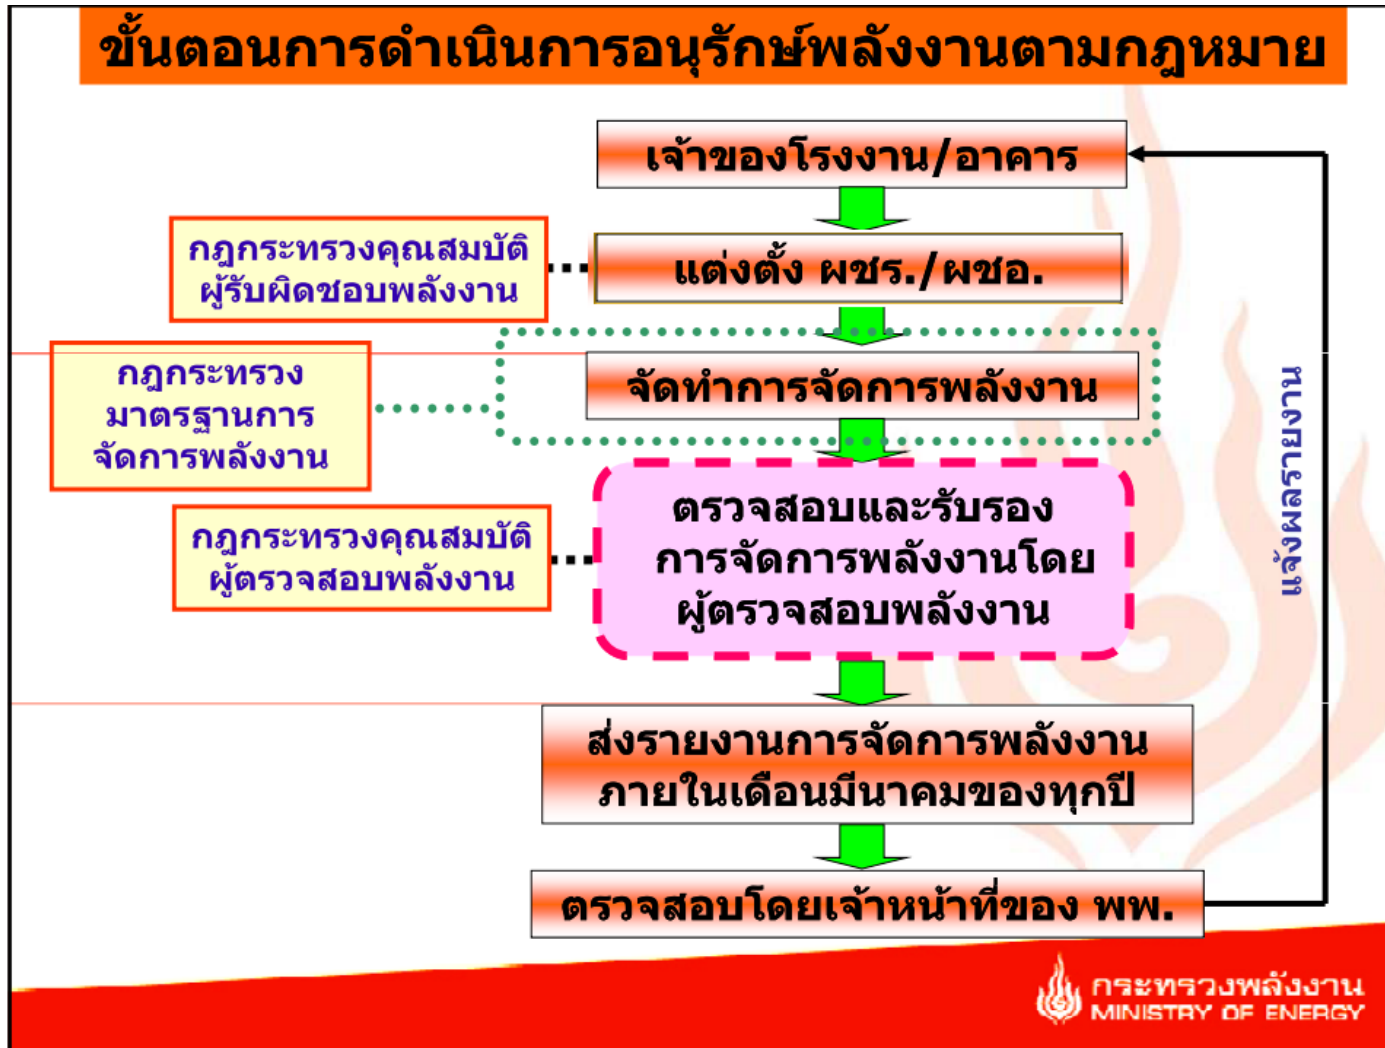 ขั้นตอนการดำเนินการอนุรักษ์พลังงานตามกฎหมาย
เจ้าของโรงงาน/อาคาร
กฎกระทรวงคุณสมบัติ
ผู้รับผิดชอบพลังงาน
แต่งตั้ง ผชร./ผชอ.
กฎกระทรวง
มาตรฐานการ
จัดการพลังงาน
จัดทำการจัดการพลังงาน
กฎกระทรวงคุณสมบัติ
ผู้ตรวจสอบพลังงาน
ตรวจสอบและรับรอง
การจัดการพลังงานโดย
ผู้ตรวจสอบพลังงาน
แจ้งผลรายงาน
ส่งรายงานการจัดการพลังงาน
ภายในเดือนมีนาคมของทุกปี
ตรวจสอบโดยเจ้าหน้าที่ของ พพ.
กระทรวงพลังงาน
MINISTRY OF ENERGY